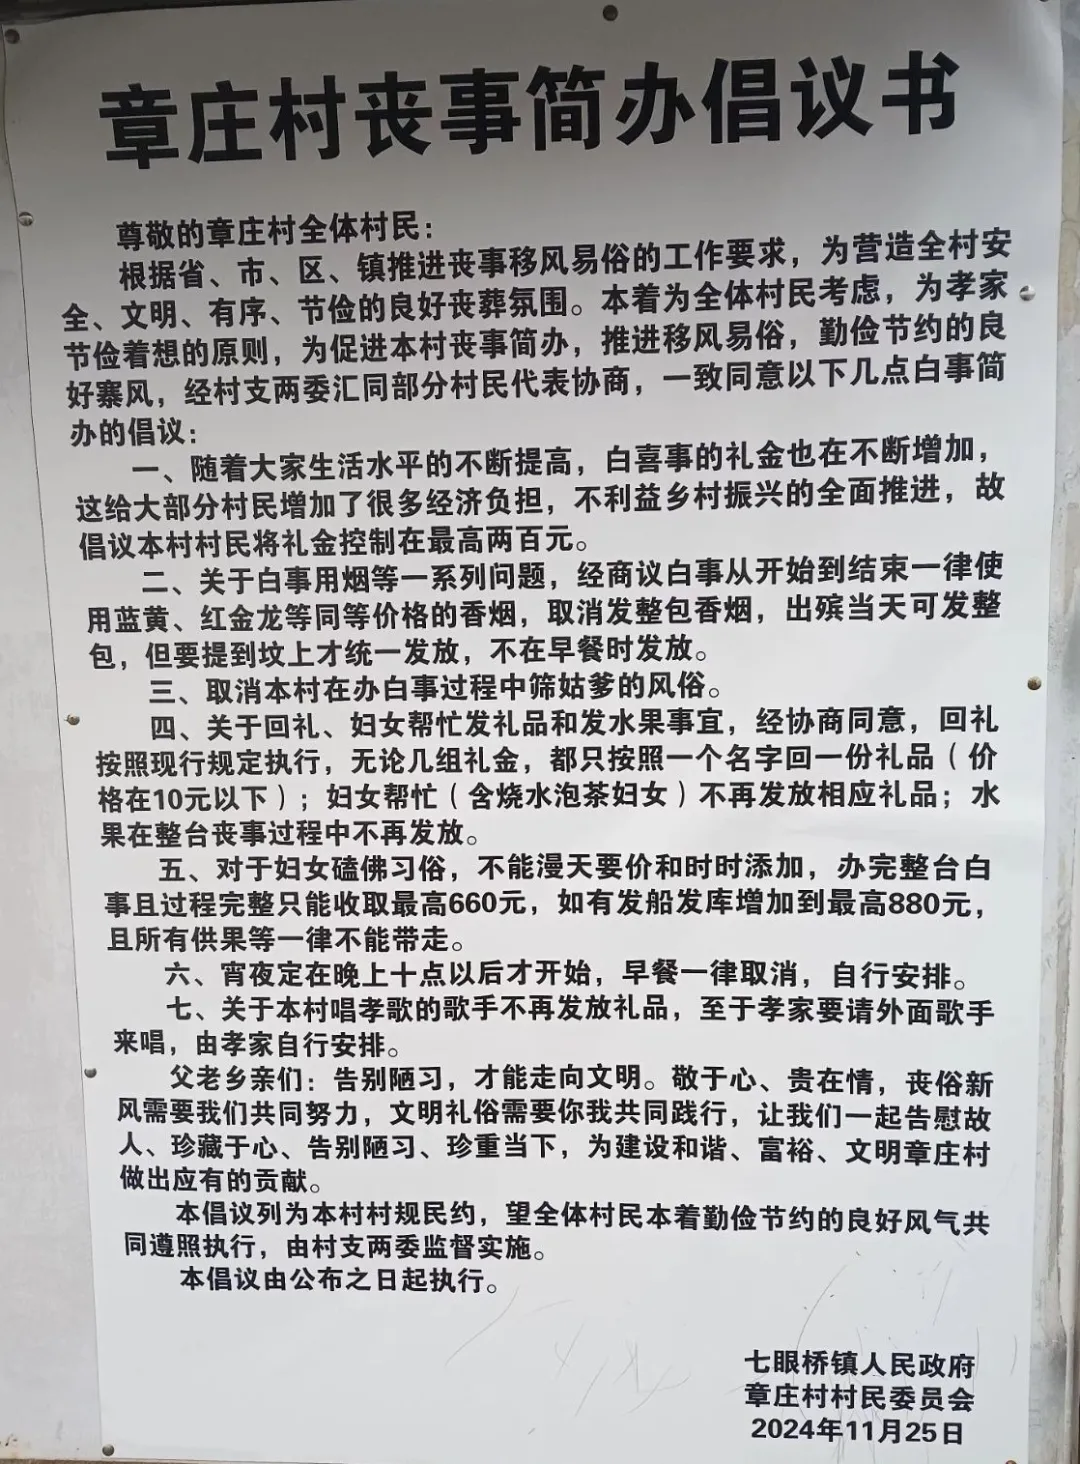 章庄村丧事简办倡议书
尊敬的章庄村全体村民：
根据省、市、区、镇推进丧事移风易俗的工作要求，为营造全村安
全、文明、有序、节俭的良好丧葬氛围。本着为全体村民考虑，为孝家
节俭着想的原则，为促进本村丧事简办，推进移风易俗，勤俭节约的良
好寨风，经村支两委汇同部分村民代表协商，一致同意以下几点白事简
办的倡议：
一、随着大家生活水平的不断提高，白喜事的礼金也在不断增加，
这给大部分村民增加了很多经济负担，不利益乡村振兴的全面推进，故
倡议本村村民将礼金控制在最高两百元。
二、关于白事用烟等一系列问题，经商议白事从开始到结束一律使
用蓝黄、红金龙等同等价格的香烟，取消发整包香烟，出殡当天可发整
包，但要提到坟上才统一发放，不在早餐时发放。
三、取消本村在办白事过程中筛姑爹的风俗。
四、关于回礼、妇女帮忙发礼品和发水果事宜，经协商同意，回礼
按照现行规定执行，无论几组礼金，都只按照一个名字回一份礼品（价
格在10元以下）；妇女帮忙（含烧水泡茶妇女）不再发放相应礼品；水
果在整台丧事过程中不再发放。
五、对于妇女磕佛习俗，不能漫天要价和时时添加，办完整台白
事且过程完整只能收取最高660元，如有发船发库增加到最高880元，
且所有供果等一律不能带走。
六、宵夜定在晚上十点以后才开始，早餐一律取消，自行安排。
七、关于本村唱孝歌的歌手不再发放礼品，至于孝家要请外面歌手
来唱，由孝家自行安排。
父老乡亲们：告别陋习，才能走向文明。敬于心、贵在情，丧俗新
风需要我们共同努力，文明礼俗需要你我共同践行，让我们一起告慰故
人、珍藏于心、告别陋习、珍重当下，为建设和谐、富裕、文明章庄村
做出应有的贡献。
本倡议列为本村村规民约，望全体村民本着勤俭节约的良好风气共
同遵照执行，由村支两委监督实施。
本倡议由公布之日起执行。
七眼桥镇人民政府
章庄村村民委员会
2024年11月25日